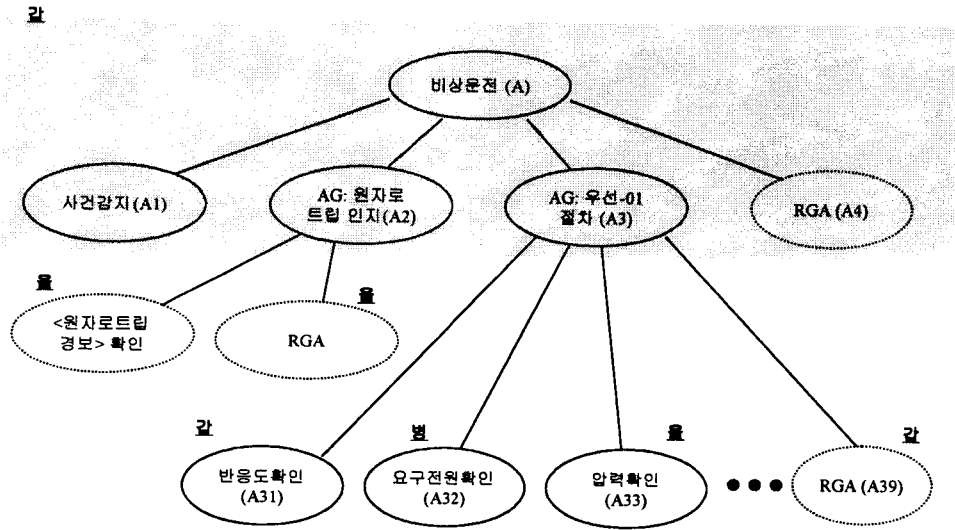 갑
비상운전 (A)
사건감지(A1)
AG: 원자로
트립 인지(A2)
AG: 우선-01
절차 (A3)
RGA (A4)
을
<원자로트립
경보> 확인
을
RGA
갑
반응도확인
(A31)
병
요구전원확인
(A32)
을
압력확인
(A33)
갑
RGA (A39)